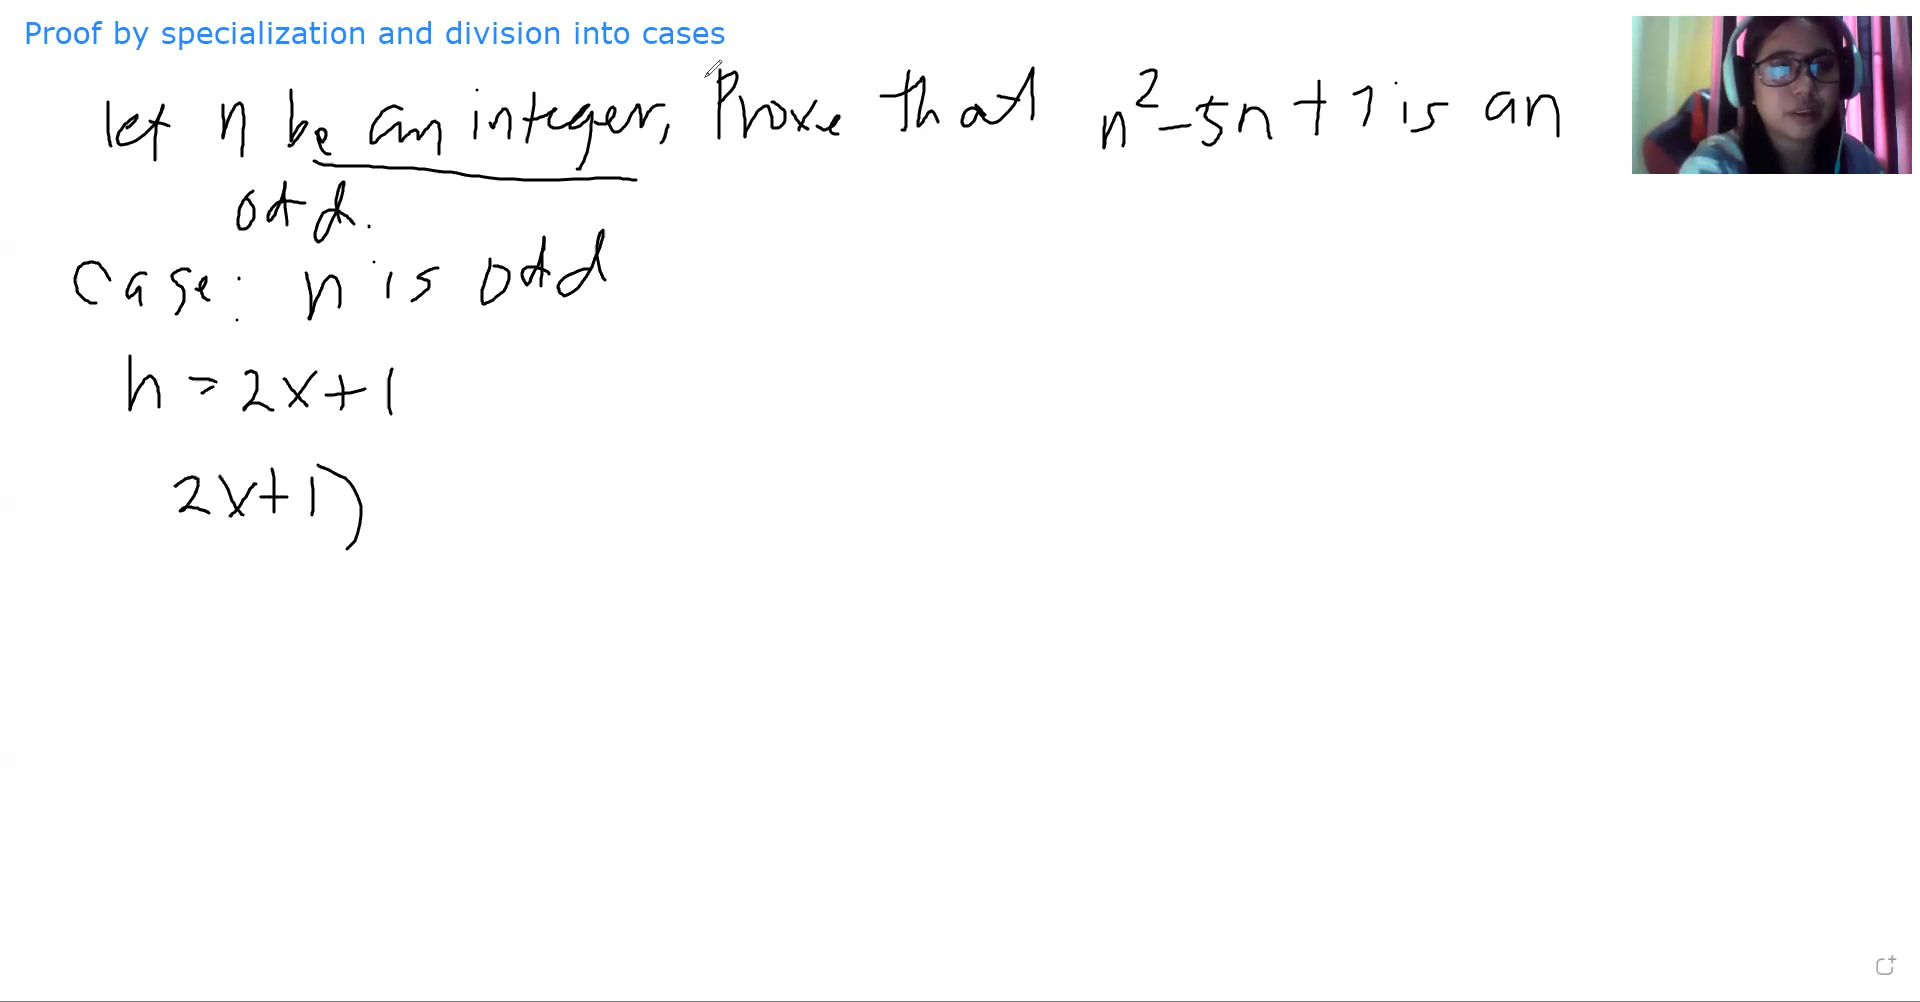 Proof by specialization and division into cases
let n be an integer, Prove that n²-5n+7 is an
odd.
Case: n is odd
n = 2x+1
2x+1)